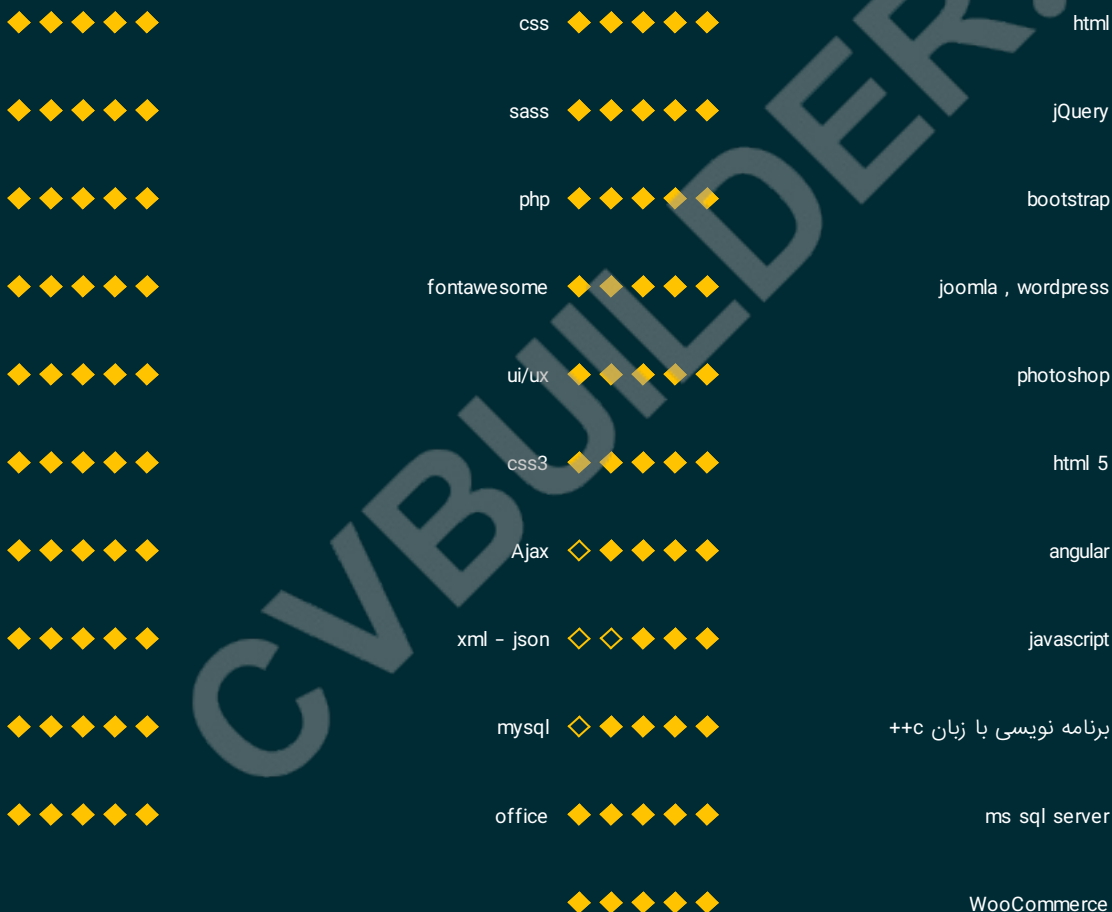 html
css
jQuery
sass
bootstrap
php
joomla , wordpress
fontawesome
photoshop
ui/ux
html 5
css3
angular
Ajax
javascript
xml - json
برنامه نویسی با زبان c++
mysql
ms sql server
office
WooCommerce
CVBUILDER.